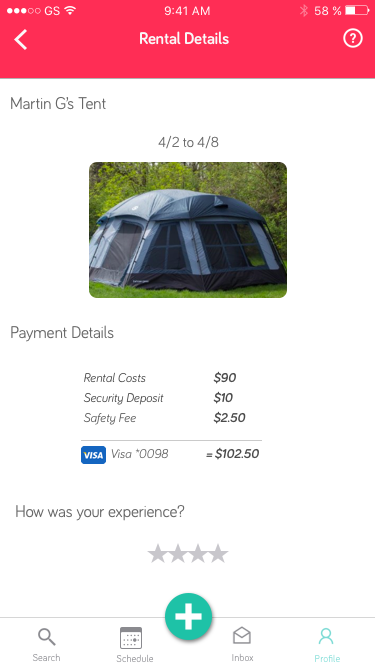 GS 9:41 AM 58 %
Rental Details ?
Martin G's Tent
4/2 to 4/8
Payment Details
Rental Costs $90
Security Deposit $10
Safety Fee $2.50
VISA Visa *0098 = $102.50
How was your experience?
Search Schedule Inbox Profile